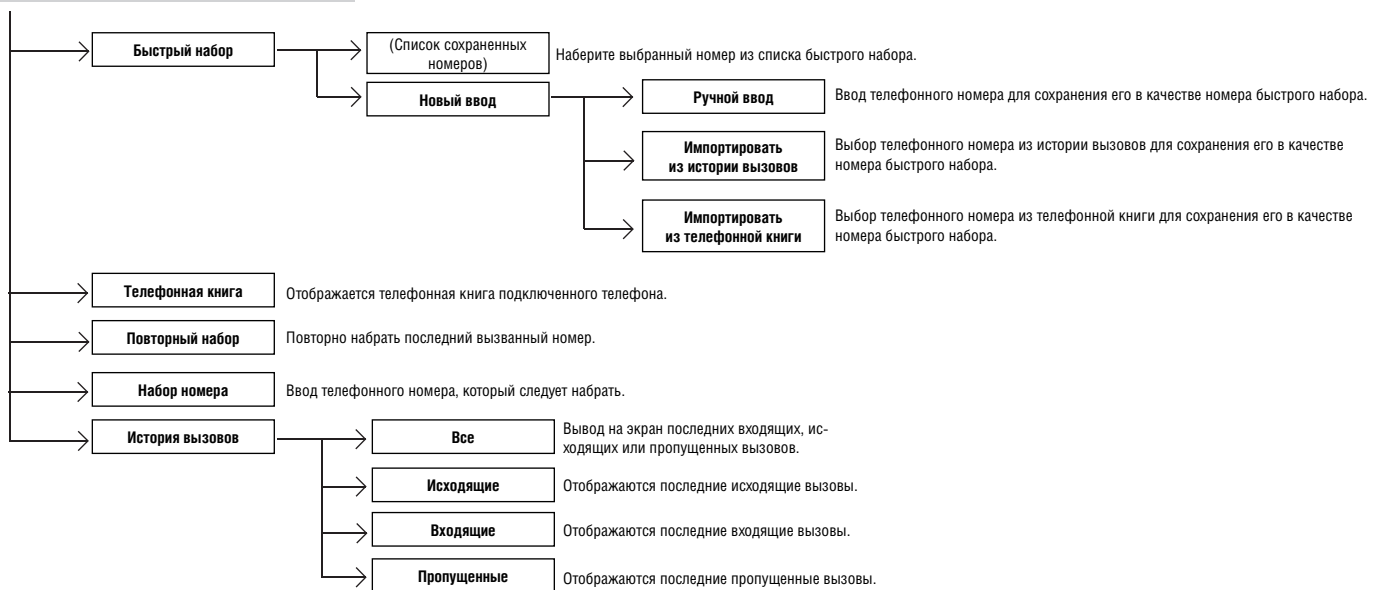 Быстрый набор
(Список сохраненных
номеров)
Наберите выбранный номер из списка быстрого набора.
Новый ввод
Ручной ввод
Ввод телефонного номера для сохранения его в качестве номера быстрого набора.
Импортировать
из истории вызовов
Выбор телефонного номера из истории вызовов для сохранения его в качестве
номера быстрого набора.
Импортировать
из телефонной книги
Выбор телефонного номера из телефонной книги для сохранения его в качестве
номера быстрого набора.
Телефонная книга
Отображается телефонная книга подключенного телефона.
Повторный набор
Повторно набрать последний вызванный номер.
Набор номера
Ввод телефонного номера, который следует набрать.
История вызовов
Все
Вывод на экран последних входящих, ис-
ходящих или пропущенных вызовов.
Исходящие
Отображаются последние исходящие вызовы.
Входящие
Отображаются последние входящие вызовы.
Пропущенные
Отображаются последние пропущенные вызовы.